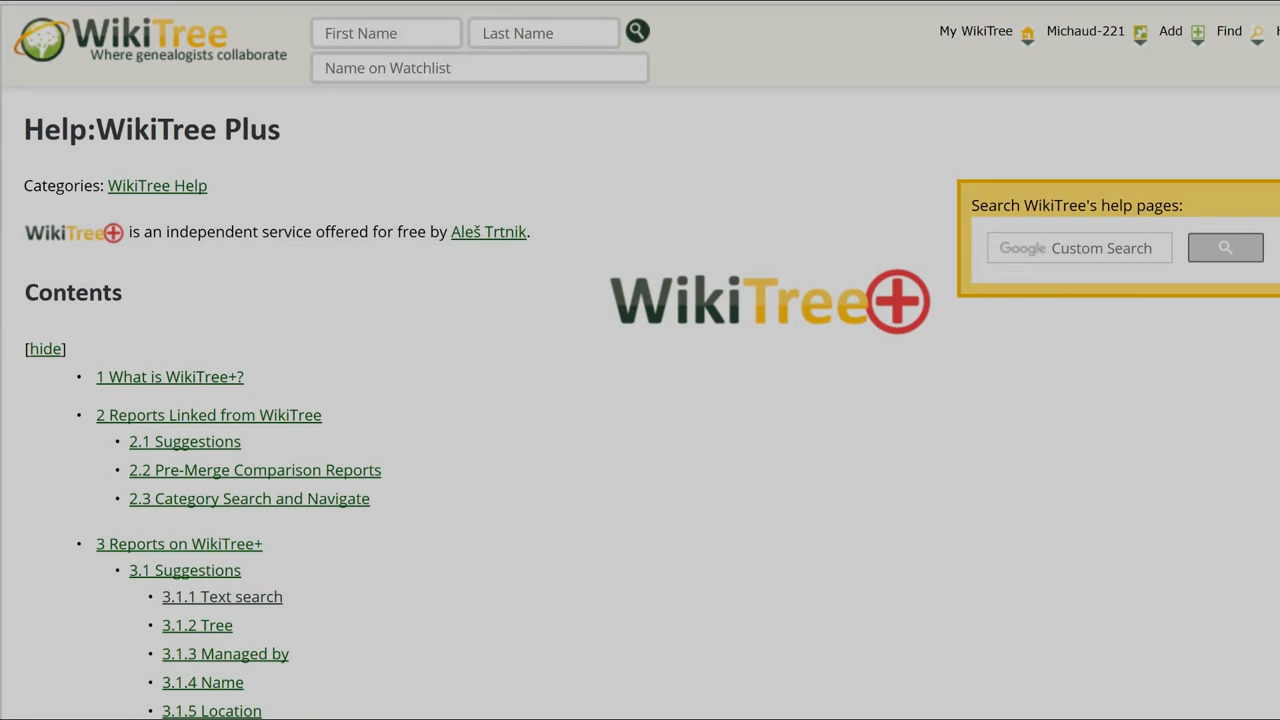 WikiTree
Where genealogists collaborate
First Name
Last Name
Name on Watchlist
My WikiTree
Michaud-221
Add
Find
Help:WikiTree Plus
Categories: WikiTree Help
WikiTree+ is an independent service offered for free by Aleš Trtnik.
Search WikiTree's help pages:
Google Custom Search
WikiTree+
Contents
[hide]
• 1 What is WikiTree+?
• 2 Reports Linked from WikiTree
• 2.1 Suggestions
• 2.2 Pre-Merge Comparison Reports
• 2.3 Category Search and Navigate
• 3 Reports on WikiTree+
• 3.1 Suggestions
• 3.1.1 Text search
• 3.1.2 Tree
• 3.1.3 Managed by
• 3.1.4 Name
• 3.1.5 Location